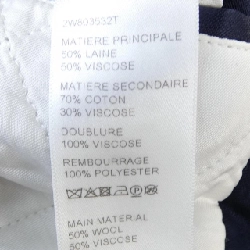 MATIERE PRINCIPALE
50% LAINE
50% VISCOSE
MATIERE SECONDAIRE
70% COTON
30% VISCOSE
DOUBLURE
100% VISCOSE
REMBOURRAGE
100% POLYESTER
MAIN MATERIAL
50% WOOL
50% VISCOSE